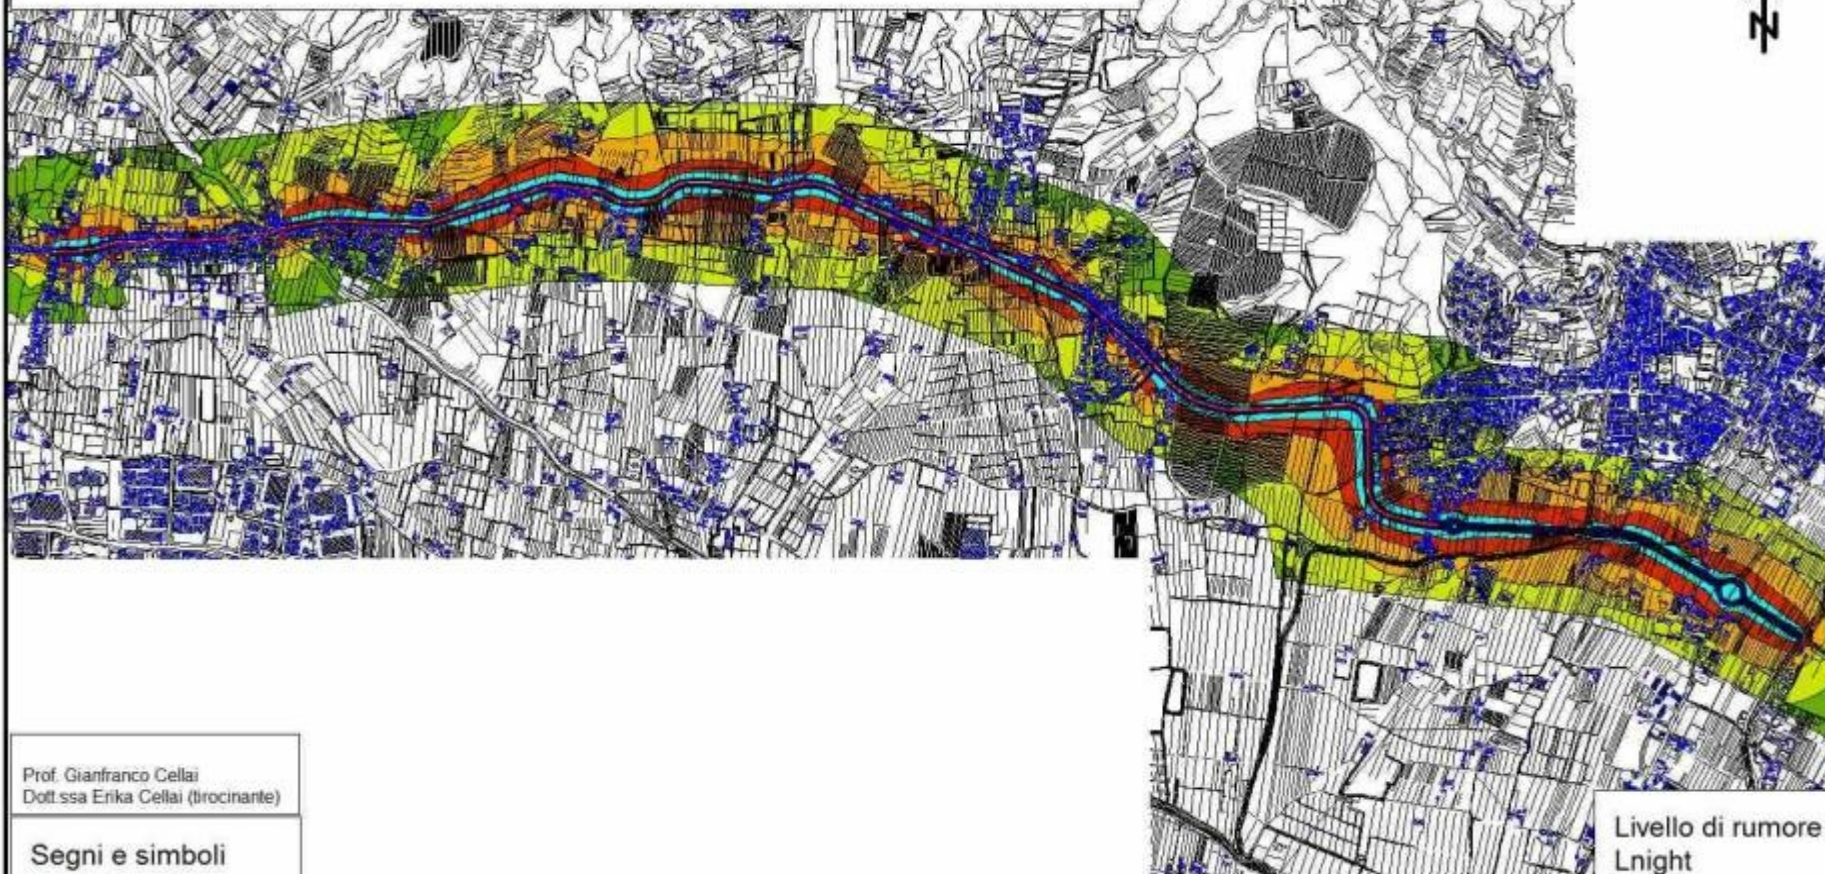 N
Prof. Gianfranco Cellai
Dott.ssa Erika Cellai (tirocinante)
Segni e simboli
Livello di rumore
Lnight